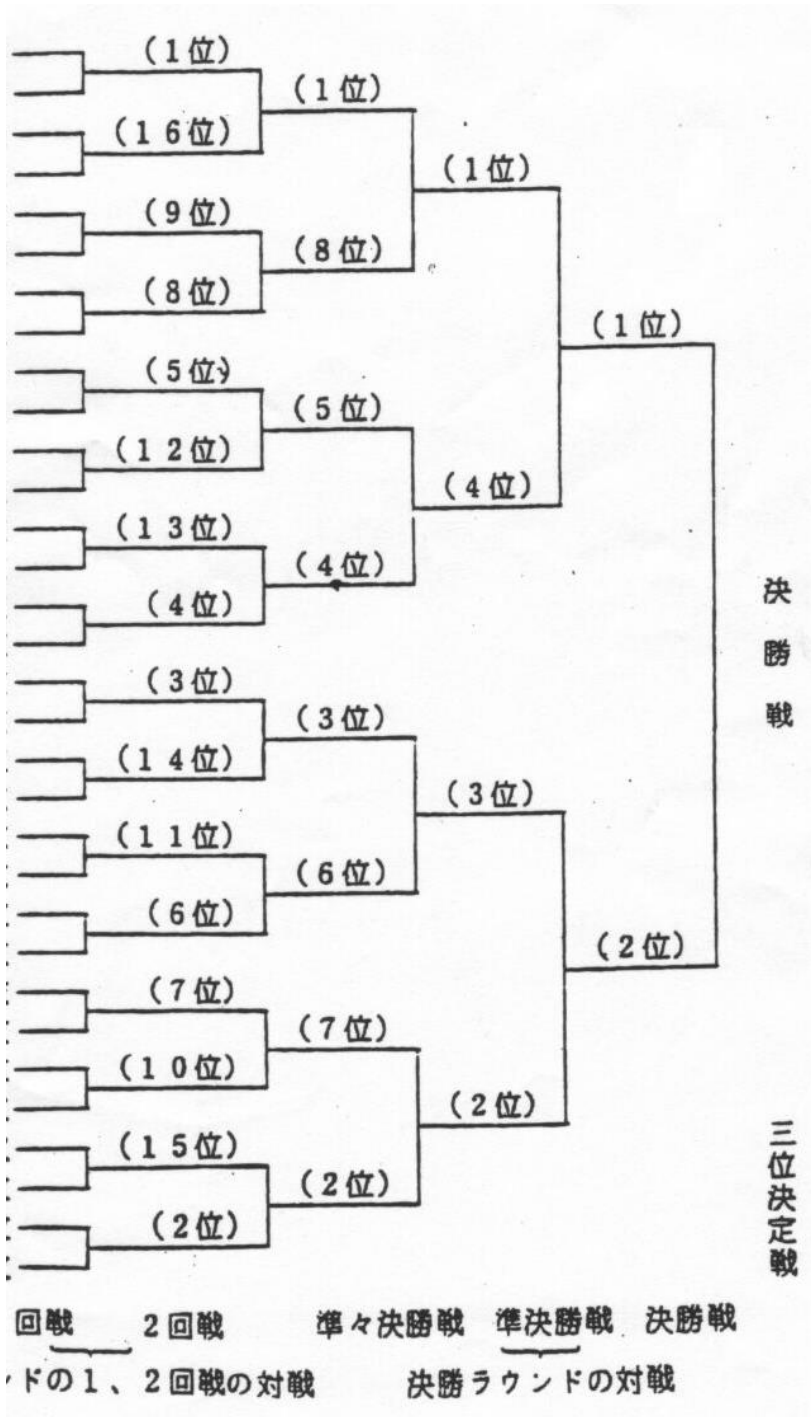 (1位)
(1位)
(16位)
(1位)
(9位)
(8位)
(8位)
(1位)
(5位)
(5位)
(12位)
(4位)
(13位)
(4位)
(4位)
決勝戦
(3位)
(3位)
(14位)
(3位)
(11位)
(6位)
(6位)
(2位)
(7位)
(7位)
(10位)
(2位)
(15位)
(2位)
(2位)
三位決定戦
回戦 2回戦 準々決勝戦 準決勝戦 決勝戦
ンドの1、2回戦の対戦 決勝ラウンドの対戦